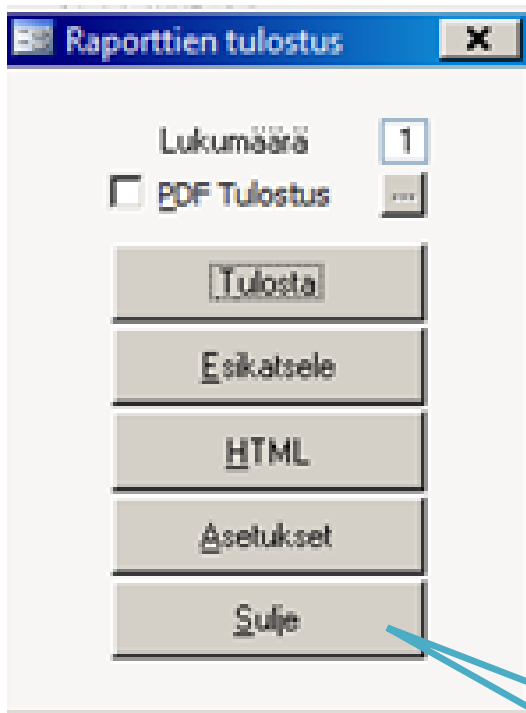 Raporttien tulostus
Lukumäärä 1
PDF Tulostus ...
Tulosta
Esikatsele
HTML
Asetukset
Sulje